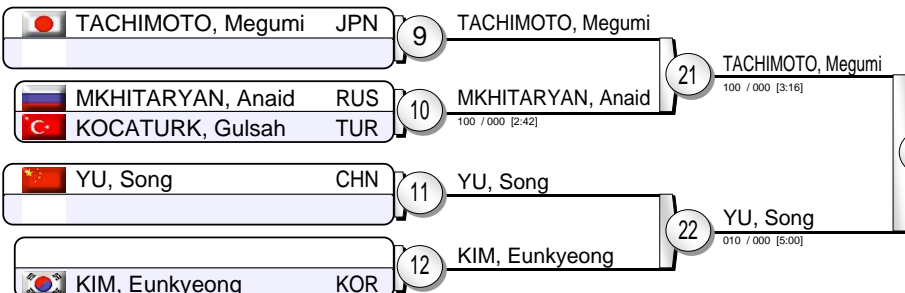 TACHIMOTO, Megumi JPN
9
TACHIMOTO, Megumi
MKHITARYAN, Anaid RUS
KOCATURK, Gulsah TUR
10
MKHITARYAN, Anaid
100 / 000 [2:42]
21
TACHIMOTO, Megumi
100 / 000 [3:16]
YU, Song CHN
11
YU, Song
KIM, Eunkyeong KOR
12
KIM, Eunkyeong
22
YU, Song
010 / 000 [5:00]